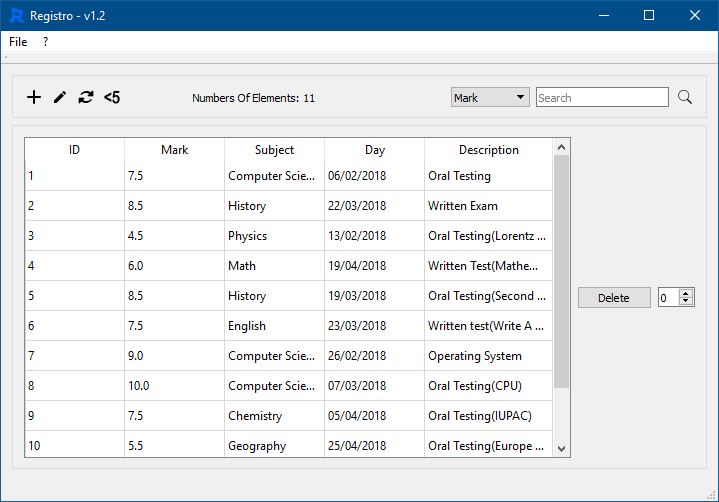 Registro - v1.2
File ?
<5 Numbers Of Elements: 11 Mark Search
ID Mark Subject Day Description
1 7.5 Computer Scie... 06/02/2018 Oral Testing
2 8.5 History 22/03/2018 Written Exam
3 4.5 Physics 13/02/2018 Oral Testing(Lorentz ...
4 6.0 Math 19/04/2018 Written Test(Mathe...
5 8.5 History 19/03/2018 Oral Testing(Second ...
Delete 0
6 7.5 English 23/03/2018 Written test(Write A ...
7 9.0 Computer Scie... 26/02/2018 Operating System
8 10.0 Computer Scie... 07/03/2018 Oral Testing(CPU)
9 7.5 Chemistry 05/04/2018 Oral Testing(IUPAC)
10 5.5 Geography 25/04/2018 Oral Testing(Europe ...